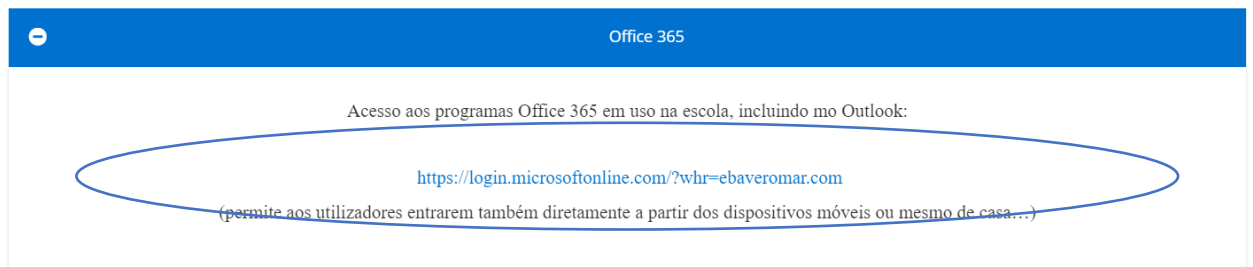 Office 365
Acesso aos programas Office 365 em uso na escola, incluindo mo Outlook:
https://login.microsoftonline.com/?whr=ebaveromar.com
(permite aos utilizadores entrarem também diretamente a partir dos dispositivos móveis ou mesmo de casa…)